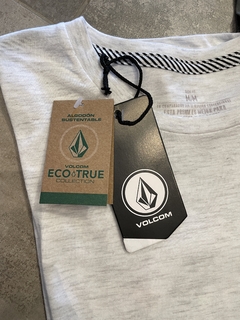 ALGODÓN
SUSTENTABLE
VOLCOM
ECO TRUE
COLLECTION
VOLCOM
M/M